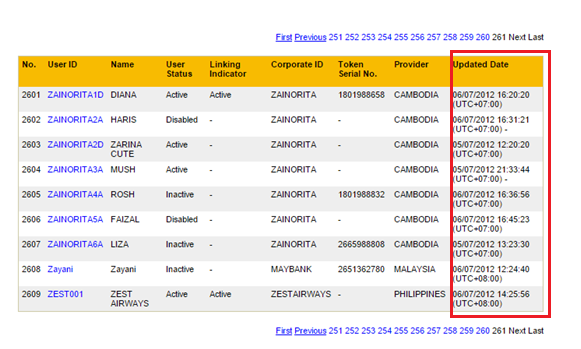 First Previous 251 252 253 254 255 256 257 258 259 260 261 Next Last
No. User ID Name User Status Linking Indicator Corporate ID Token Serial No. Provider Updated Date
2601 ZAINORITA1D DIANA Active Active ZAINORITA 1801988658 CAMBODIA 06/07/2012 16:20:20 (UTC+07:00)
2602 ZAINORITA2A HARIS Disabled - ZAINORITA - CAMBODIA 06/07/2012 16:31:21 (UTC+07:00) -
2603 ZAINORITA2D ZARINA CUTE Active - ZAINORITA - CAMBODIA 05/07/2012 12:20:20 (UTC+07:00)
2604 ZAINORITA3A MUSH Active - ZAINORITA - CAMBODIA 05/07/2012 21:33:44 (UTC+07:00) -
2605 ZAINORITA4A ROSH Inactive - ZAINORITA 1801988832 CAMBODIA 06/07/2012 16:36:56 (UTC+07:00)
2606 ZAINORITA5A FAIZAL Disabled - ZAINORITA - CAMBODIA 06/07/2012 16:45:23 (UTC+07:00)
2607 ZAINORITA6A LIZA Inactive - ZAINORITA 2665988808 CAMBODIA 05/07/2012 13:23:30 (UTC+07:00)
2608 Zayani Zayani Inactive - MAYBANK 2651362780 MALAYSIA 06/07/2012 12:24:40 (UTC+08:00)
2609 ZEST001 ZEST AIRWAYS Active Active ZESTAIRWAYS - PHILIPPINES 06/07/2012 14:25:56 (UTC+08:00)
First Previous 251 252 253 254 255 256 257 258 259 260 261 Next Last